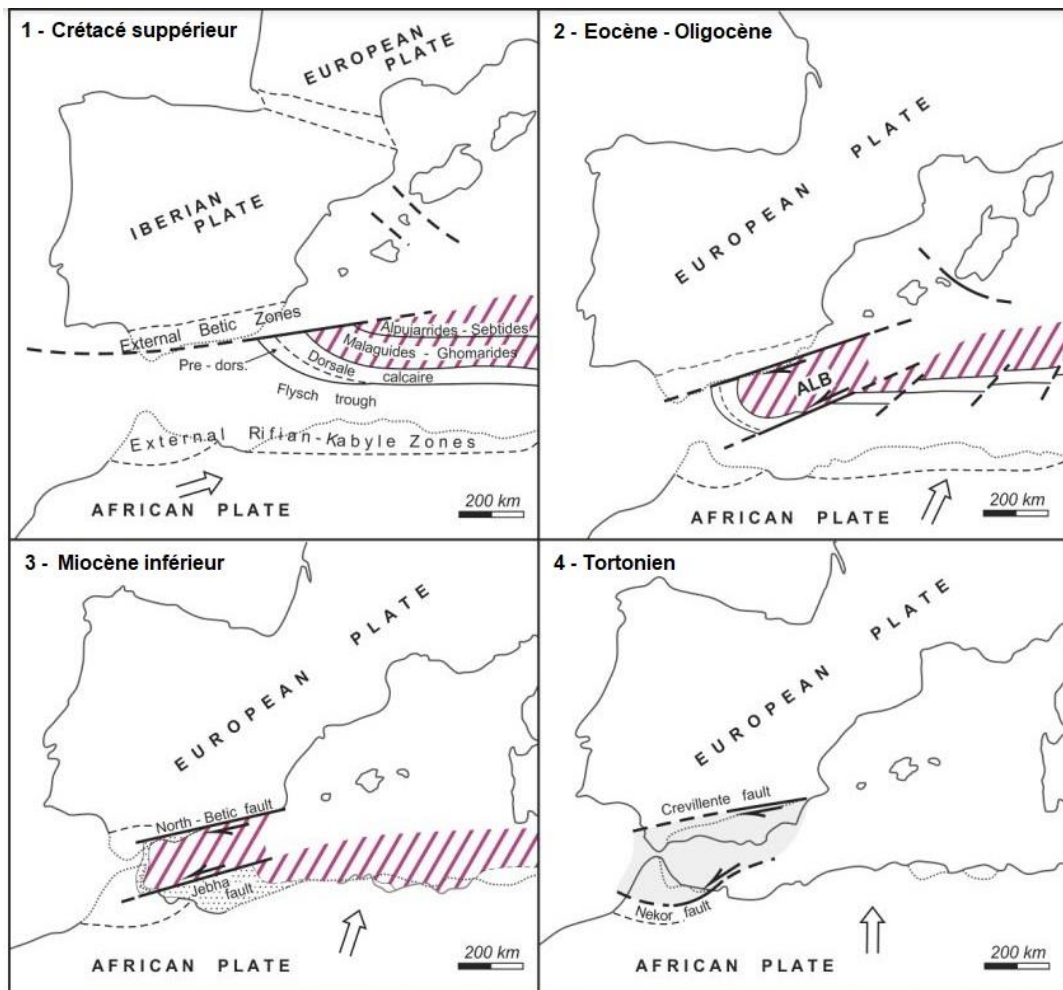 1 - Crétacé suppérieur
EUROPEAN
PLATE
IBERIAN
PLATE
External Betic Zones
Alpujarrides - Sebtides
Malaguides - Ghomarides
Pre - dors.
Dorsale
calcaire
Flysch trough
External Rifian-Kabyle Zones
AFRICAN PLATE
200 km
2 - Eocène - Oligocène
EUROPEAN PLATE
ALB
AFRICAN PLATE
200 km
3 - Miocène inférieur
EUROPEAN PLATE
North - Betic fault
Jebha
fault
AFRICAN PLATE
200 km
4 - Tortonien
EUROPEAN PLATE
Crevillente fault
Nekor fault
AFRICAN PLATE
200 km